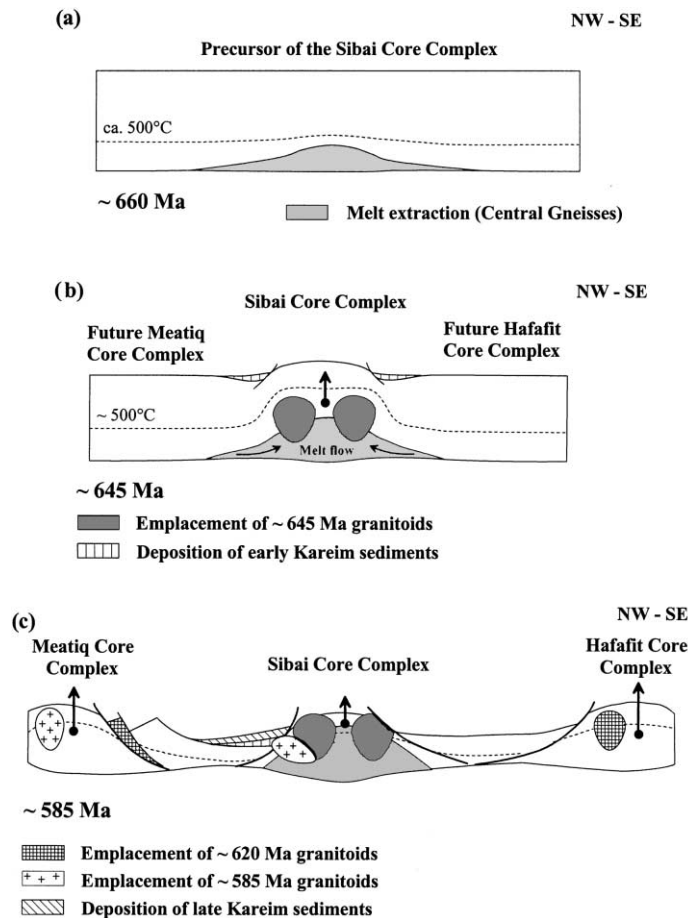 (a)
NW - SE
Precursor of the Sibai Core Complex
ca. 500°C
~ 660 Ma
Melt extraction (Central Gneisses)
(b)
NW - SE
Sibai Core Complex
Future Meatiq
Core Complex
Future Hafafit
Core Complex
~ 500°C
Melt flow
~ 645 Ma
Emplacement of ~ 645 Ma granitoids
Deposition of early Kareim sediments
(c)
NW - SE
Meatiq Core
Complex
Sibai Core Complex
Hafafit Core
Complex
~ 585 Ma
Emplacement of ~ 620 Ma granitoids
Emplacement of ~ 585 Ma granitoids
Deposition of late Kareim sediments